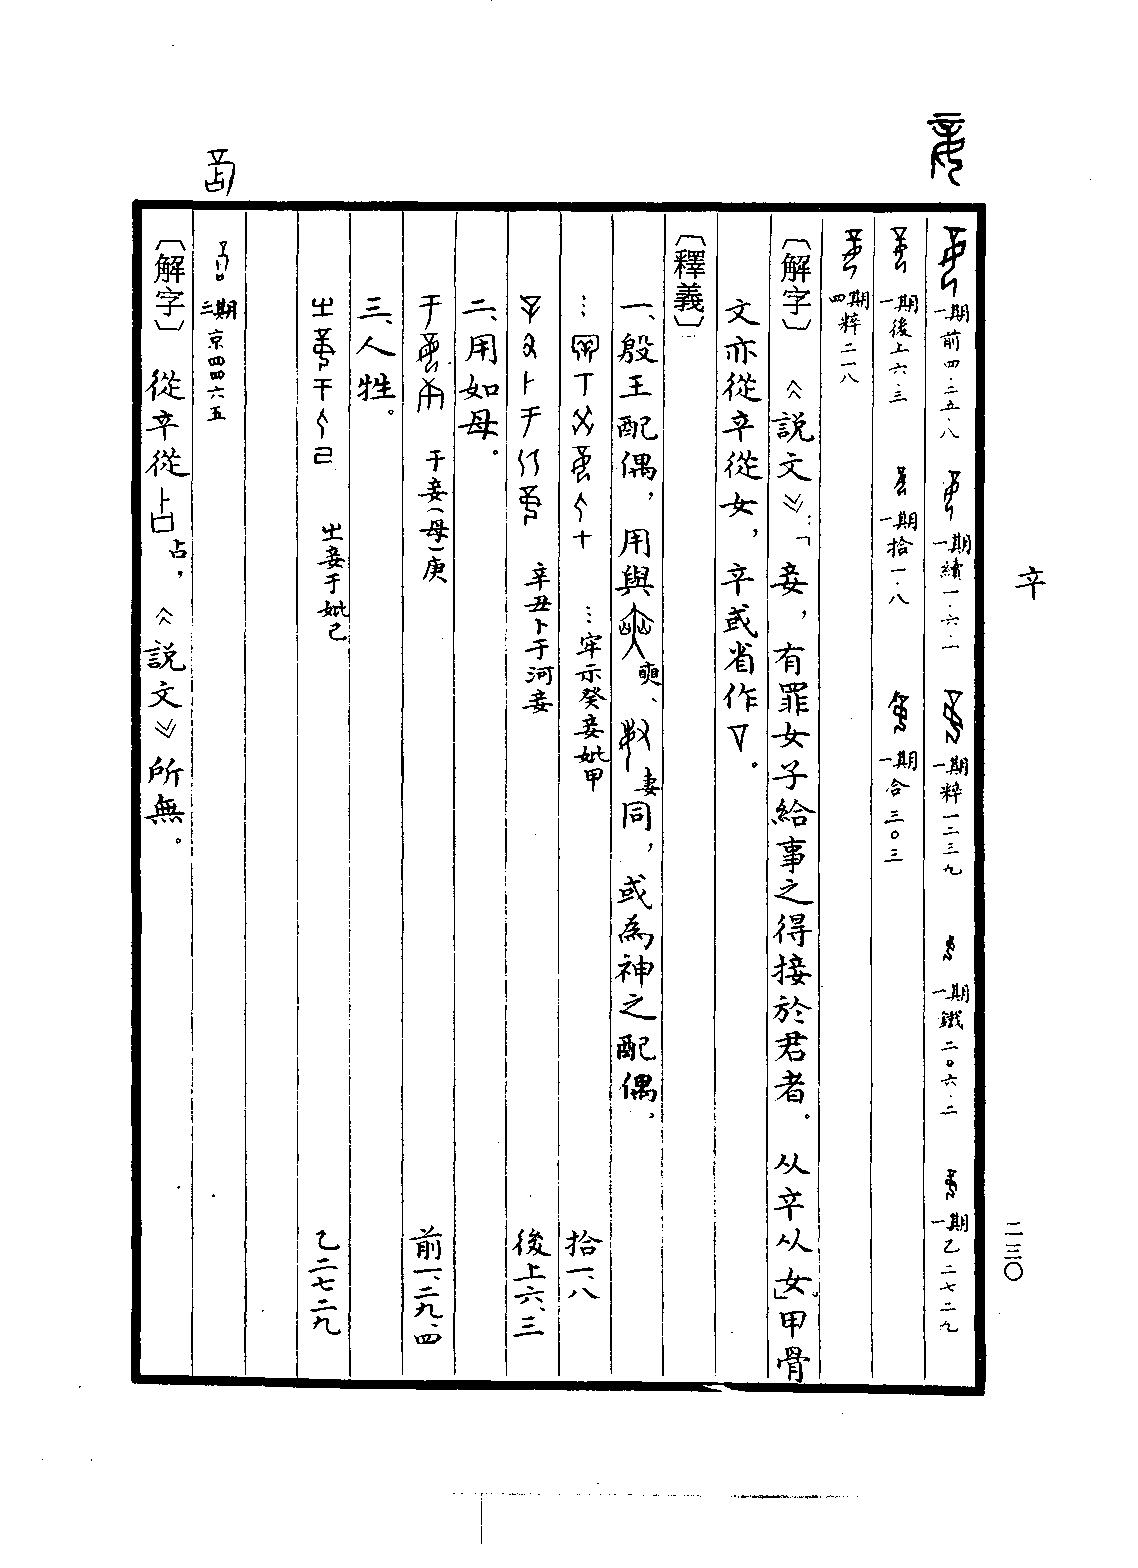 䇂
二三〇
一期前四·二五·八　一期續一·六·一　一期粹一二三九　一期鐵二〇六·二　一期乙二七二九
一期後上六·三　一期拾一·八　一期合三〇三
四期粹二一八
〔解字〕　《說文》：「妾，有罪女子給事之得接於君者。从䇂从女。」甲骨
文亦從䇂從女，䇂或省作▽。
〔釋義〕
一、殷王配偶，用與奭、妻同，或為神之配偶。
…牢示癸妾妣甲　拾一、八
辛丑卜于河妾　後上六、三
二、用如母。
于妾（母）庚　前一、二九、四
三、人牲。
㞢妾于妣己　乙二七二九
三期京四四六五
〔解字〕　從䇂從占，《說文》所無。